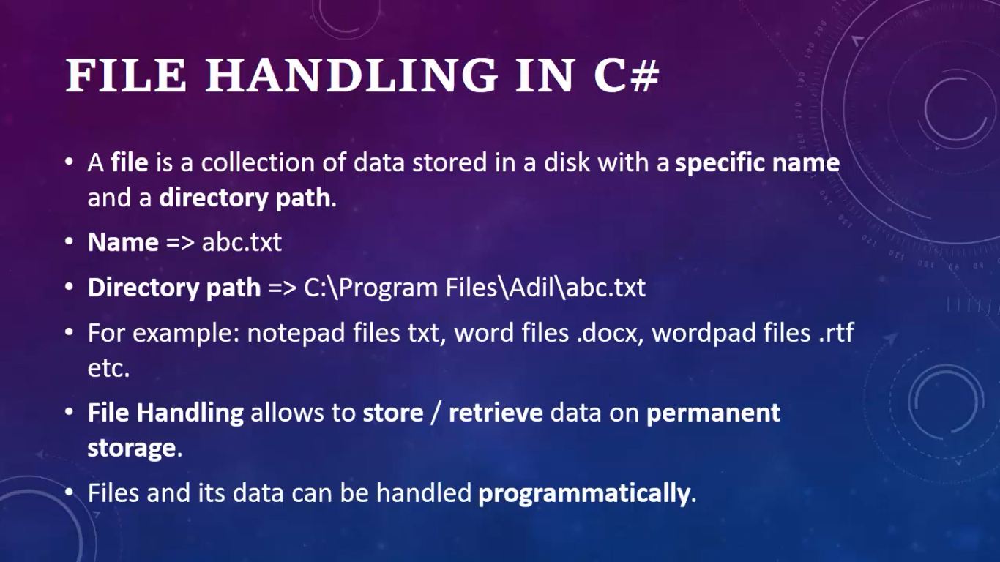 FILE HANDLING IN C#
• A file is a collection of data stored in a disk with a specific name
and a directory path.
• Name => abc.txt
• Directory path => C:\Program Files\Adil\abc.txt
• For example: notepad files txt, word files .docx, wordpad files .rtf
etc.
• File Handling allows to store / retrieve data on permanent
storage.
• Files and its data can be handled programmatically.